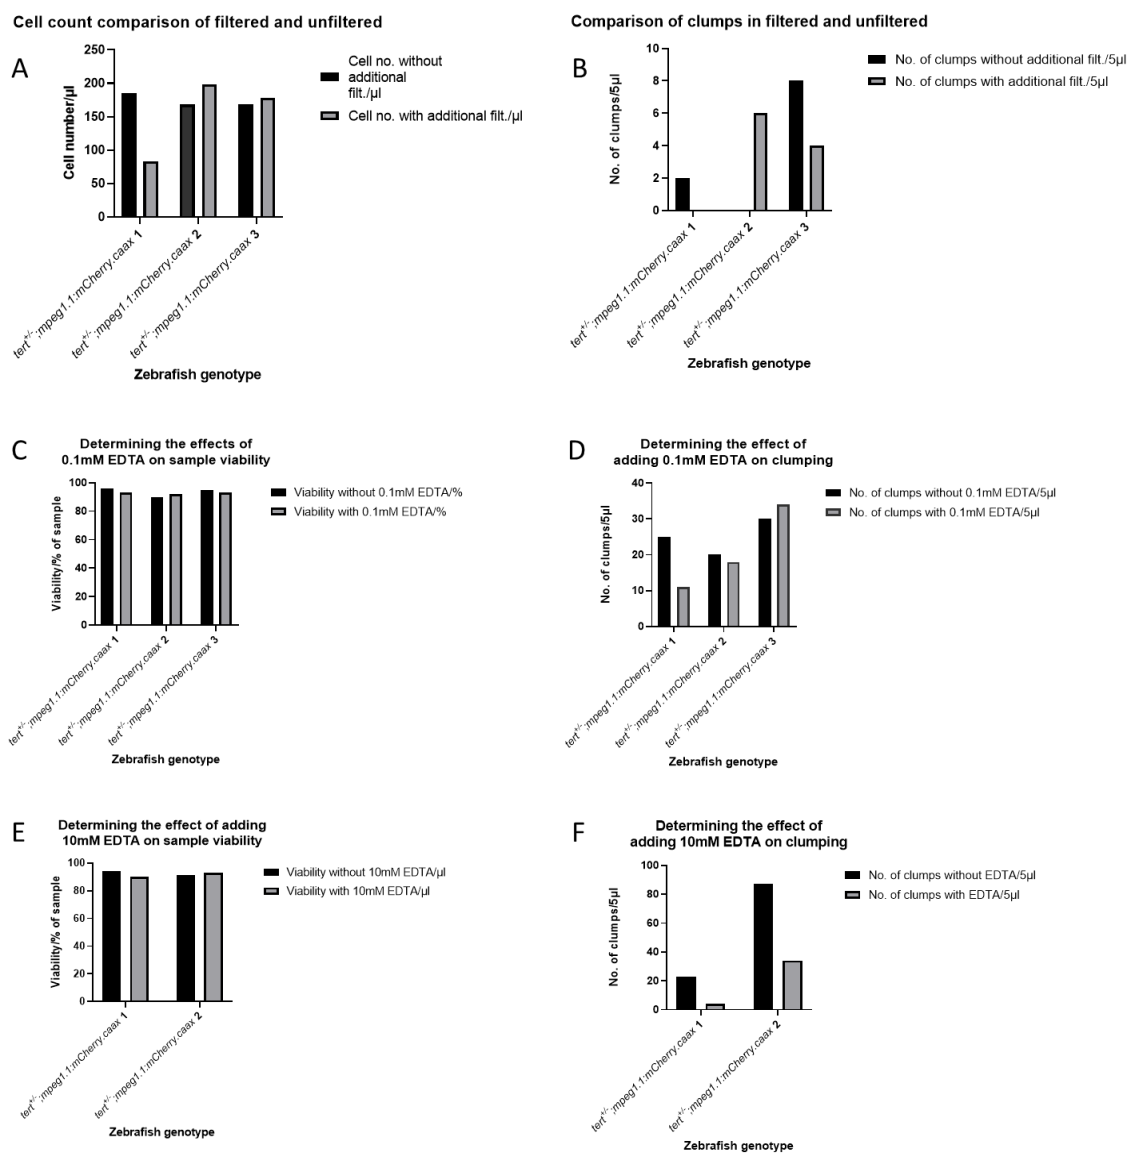 Cell count comparison of filtered and unfiltered
A
250
200
150
100
50
0
Cell number/µl
Cell no. without
additional
filt./µl
Cell no. with additional filt./µl
tert+/-;mpeg1.1:mCherry.caax 1
tert+/-;mpeg1.1:mCherry.caax 2
tert+/-;mpeg1.1:mCherry.caax 3
Zebrafish genotype
Comparison of clumps in filtered and unfiltered
B
10
8
6
4
2
0
No. of clumps/5µl
No. of clumps without additional filt./5µl
No. of clumps with additional filt./5µl
tert+/-;mpeg1.1:mCherry.caax 1
tert+/-;mpeg1.1:mCherry.caax 2
tert+/-;mpeg1.1:mCherry.caax 3
Zebrafish genotype
C
Determining the effects of
0.1mM EDTA on sample viability
100
80
60
40
20
0
Viability/% of sample
Viability without 0.1mM EDTA/%
Viability with 0.1mM EDTA/%
tert+/-;mpeg1.1:mCherry.caax 1
tert+/-;mpeg1.1:mCherry.caax 2
tert+/-;mpeg1.1:mCherry.caax 3
Zebrafish genotype
D
Determining the effect of
adding 0.1mM EDTA on clumping
40
30
20
10
0
No. of clumps/5µl
No. of clumps without 0.1mM EDTA/5µl
No. of clumps with 0.1mM EDTA/5µl
tert+/-;mpeg1.1:mCherry.caax 1
tert+/-;mpeg1.1:mCherry.caax 2
tert+/-;mpeg1.1:mCherry.caax 3
Zebrafish genotype
E
Determining the effect of adding
10mM EDTA on sample viability
100
80
60
40
20
0
Viability/% of sample
Viability without 10mM EDTA/µl
Viability with 10mM EDTA/µl
tert+/-;mpeg1.1:mCherry.caax 1
tert+/-;mpeg1.1:mCherry.caax 2
Zebrafish genotype
F
Determining the effect of
adding 10mM EDTA on clumping
100
80
60
40
20
0
No. of clumps/5µl
No. of clumps without EDTA/5µl
No. of clumps with EDTA/5µl
tert+/-;mpeg1.1:mCherry.caax 1
tert+/-;mpeg1.1:mCherry.caax 2
Zebrafish genotype